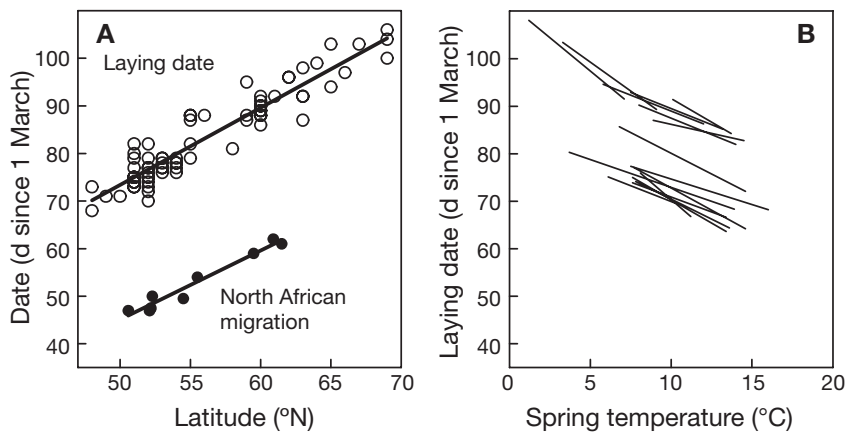 A
Laying date
North African
migration
Date (d since 1 March)
100
90
80
70
60
50
40
50
55
60
65
70
Latitude (ºN)
B
Laying date (d since 1 March)
100
90
80
70
60
50
40
0
5
10
15
20
Spring temperature (ºC)